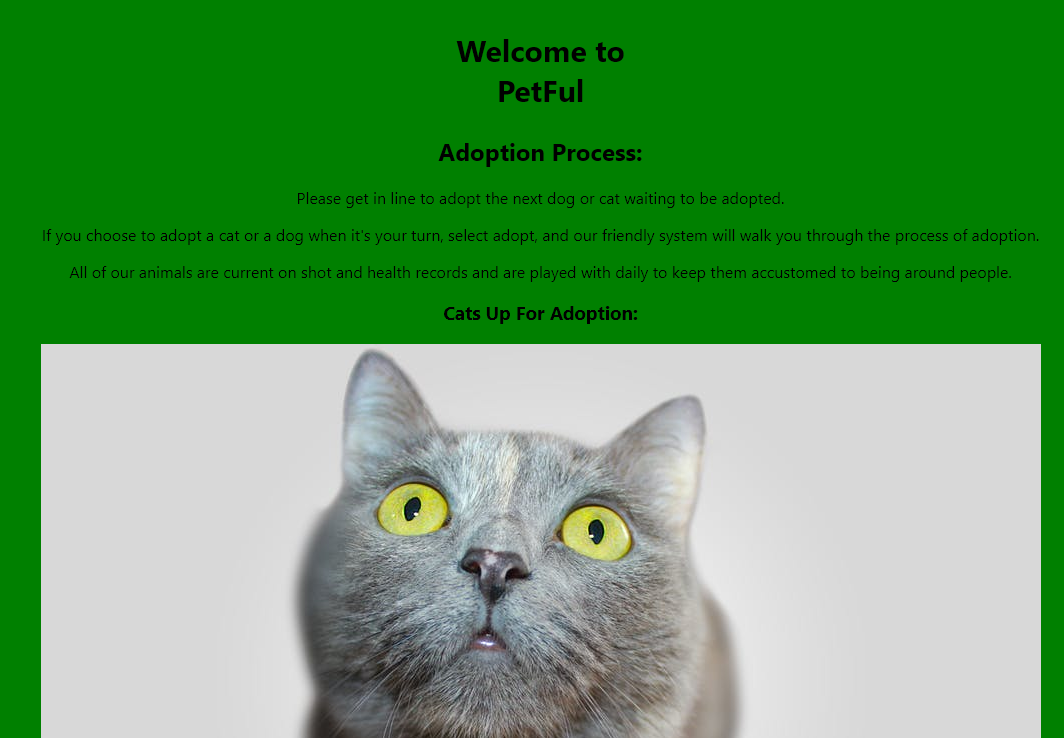 Welcome to
PetFul
Adoption Process:
Please get in line to adopt the next dog or cat waiting to be adopted.
If you choose to adopt a cat or a dog when it's your turn, select adopt, and our friendly system will walk you through the process of adoption.
All of our animals are current on shot and health records and are played with daily to keep them accustomed to being around people.
Cats Up For Adoption: